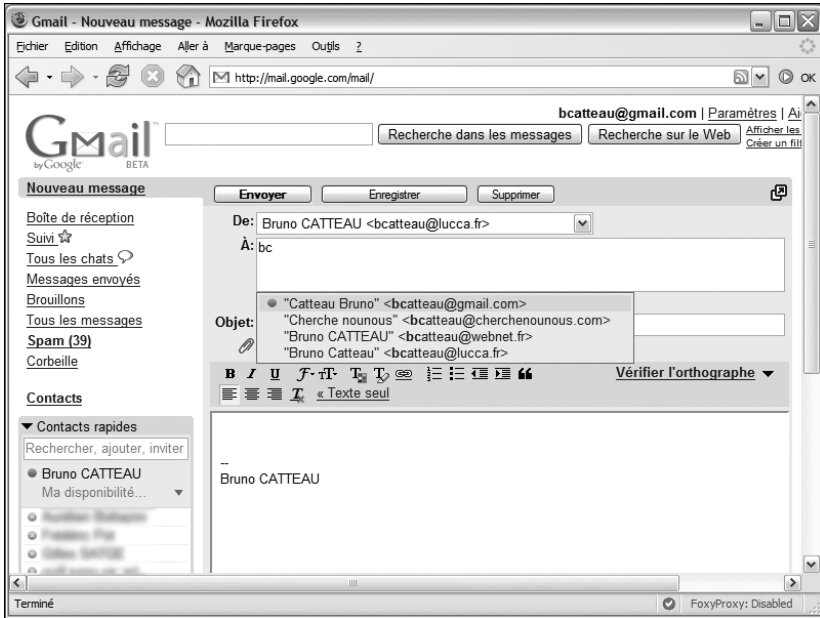 Gmail - Nouveau message - Mozilla Firefox
Fichier Edition Affichage Aller à Marque-pages Outils ?
http://mail.google.com/mail/ OK
bcatteau@gmail.com | Paramètres | Ai
Gmail™
by Google BETA
Recherche dans les messages Recherche sur le Web Afficher les
Créer un filt
Nouveau message
Envoyer Enregistrer Supprimer
Boîte de réception
Suivi
Tous les chats
Messages envoyés
Brouillons
Tous les messages
Spam (39)
Corbeille
Contacts
De: Bruno CATTEAU <bcatteau@lucca.fr>
À: bc
"Catteau Bruno" <bcatteau@gmail.com>
"Cherche nounous" <bcatteau@cherchenounous.com>
"Bruno CATTEAU" <bcatteau@webnet.fr>
"Bruno Catteau" <bcatteau@lucca.fr>
Objet:
B I U Vérifier l'orthographe
« Texte seul
Contacts rapides
Rechercher, ajouter, inviter
Bruno CATTEAU
Ma disponibilité...
--
Bruno CATTEAU
Terminé FoxyProxy: Disabled